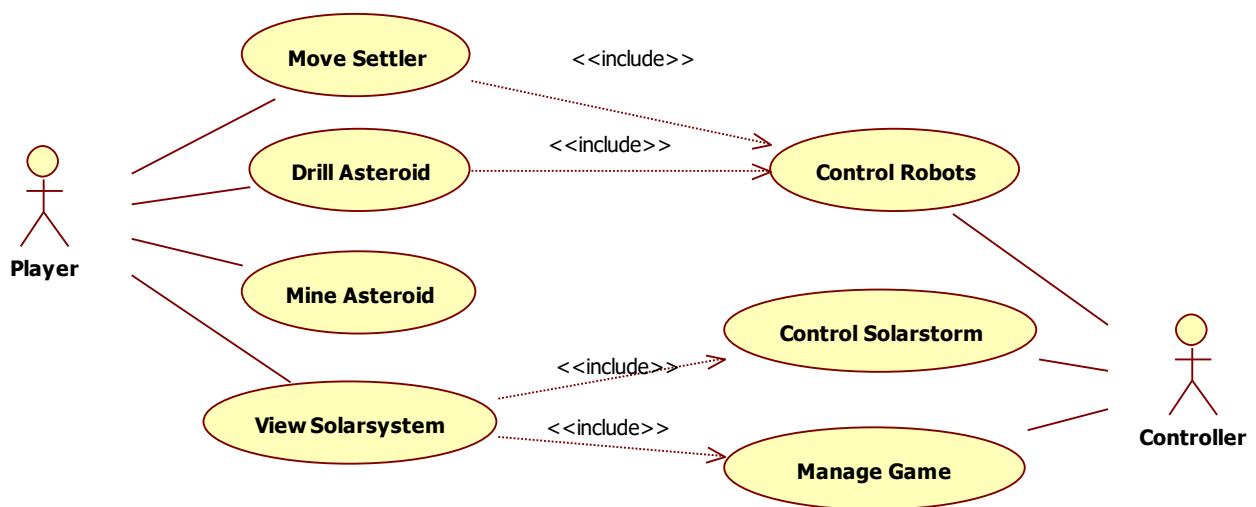 Move Settler
<<include>>
Drill Asteroid
<<include>>
Control Robots
Player
Mine Asteroid
Control Solarstorm
<<include>>
View Solarsystem
<<include>>
Controller
Manage Game